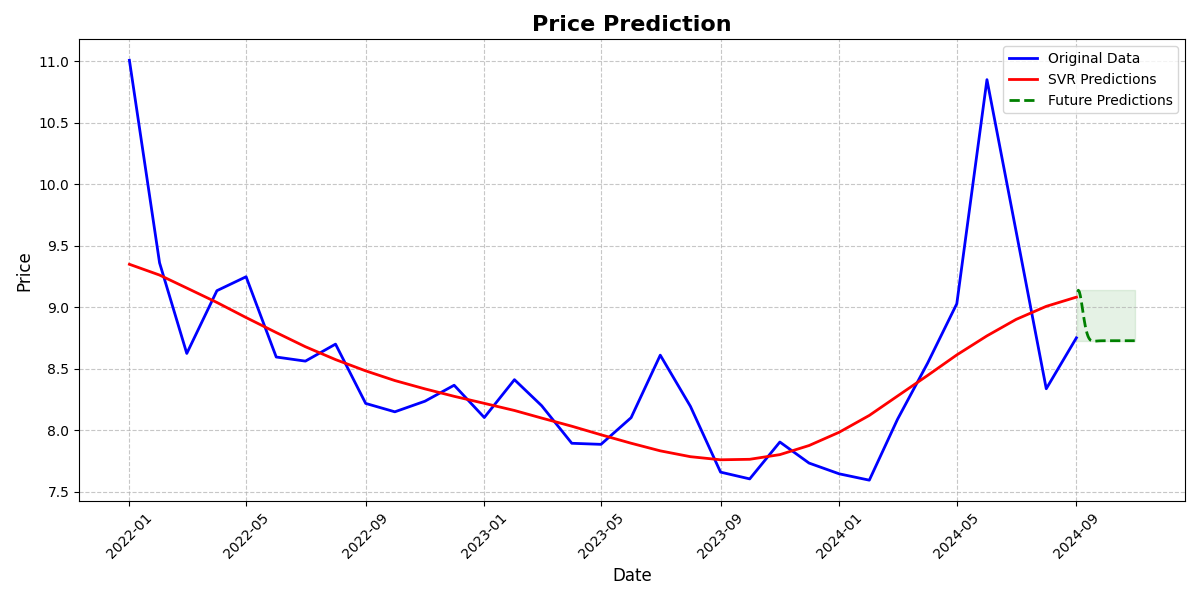 Price Prediction
Original Data
SVR Predictions
Future Predictions
Price
11.0
10.5
10.0
9.5
9.0
8.5
8.0
7.5
2022-01
2022-05
2022-09
2023-01
2023-05
2023-09
2024-01
2024-05
2024-09
Date